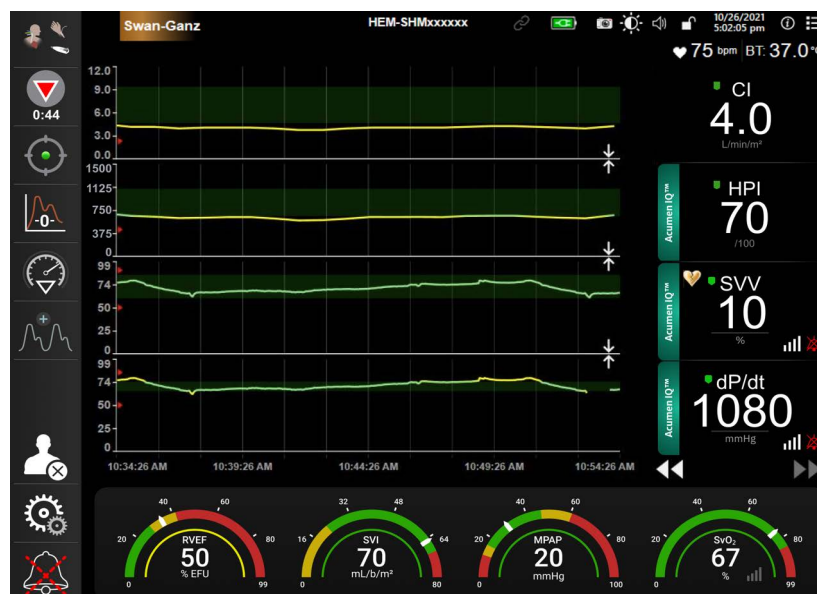 Swan-Ganz
HEM-SHMxxxxxx
10/26/2021
5:02:05 pm
75 bpm BT: 37.0
0:44
-0-
12.0
9.0
6.0
3.0
0.0
1500
1125
750
375
0
99
74
50
25
0
99
74
50
25
0
10:34:26 AM 10:39:26 AM 10:44:26 AM 10:49:26 AM 10:54:26 AM
CI
4.0
L/min/m²
Acumen IQ™
HPI
70
/100
Acumen IQ™
SVV
10
%
Acumen IQ™
dP/dt
1080
mmHg
0 20 40 60 80 99
RVEF
50
% EFU
0 16 32 48 64 80
SVI
70
mL/b/m²
0 20 40 60 80 100
MPAP
20
mmHg
0 20 40 60 80 99
SvO₂
67
%